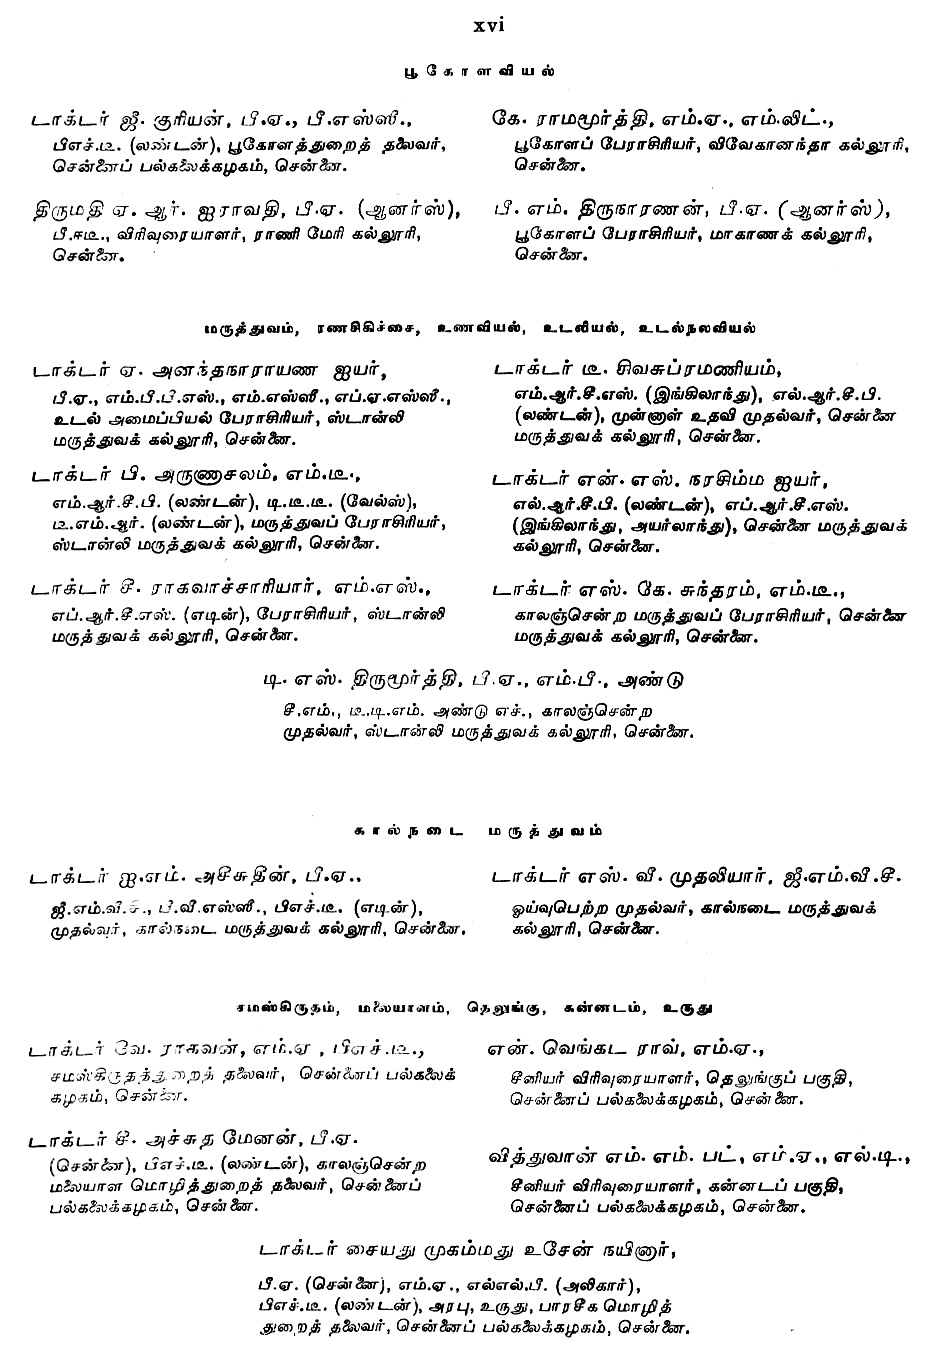 xvi
பூகோளவியல்
டாக்டர் ஜீ. குரியன், பி.ஏ., பீ.எஸ்ஸீ.,
பிஎச்.டீ. (லண்டன்), பூகோளத்துறைத் தலைவர்,
சென்னைப் பல்கலைக்கழகம், சென்னை.
திருமதி ஏ. ஆர். ஐராவதி, பீ.ஏ. (ஆனர்ஸ்),
பீ.ஈடீ., விரிவுரையாளர், ராணி மேரி கல்லூரி,
சென்னை.
கே. ராமமூர்த்தி, எம்.ஏ., எம்.லிட்.,
பூகோளப் பேராசிரியர், விவேகானந்தா கல்லூரி,
சென்னை.
பீ. எம். திருநாரணன், பீ.ஏ. (ஆனர்ஸ்),
பூகோளப் பேராசிரியர், மாகாணக் கல்லூரி,
சென்னை.
மருத்துவம், ரணசிகிச்சை, உணவியல், உடலியல், உடல்நலவியல்
டாக்டர் ஏ. அனந்தநாராயண ஐயர்,
பீ.ஏ., எம்.பீ.பீ.எஸ்., எம்.எஸ்ஸீ., எப்.ஏ.எஸ்ஸீ.,
உடல் அமைப்பியல் பேராசிரியர், ஸ்டான்லி
மருத்துவக் கல்லூரி, சென்னை.
டாக்டர் பி. அருணாசலம், எம்.டீ.,
எம்.ஆர்.சீ.பி. (லண்டன்), டி.டீ.டீ. (வேல்ஸ்),
டீ.எம்.ஆர். (லண்டன்), மருத்துவப் பேராசிரியர்,
ஸ்டான்லி மருத்துவக் கல்லூரி, சென்னை.
டாக்டர் சீ. ராகவாச்சாரியார், எம்.எஸ்.,
எப்.ஆர்.சீ.எஸ். (எடின்), பேராசிரியர், ஸ்டான்லி
மருத்துவக் கல்லூரி, சென்னை.
டாக்டர் டீ. சிவசுப்ரமணியம்,
எம்.ஆர்.சீ.எஸ். (இங்கிலாந்து), எல்.ஆர்.சீ.பி.
(லண்டன்), முன்னாள் உதவி முதல்வர், சென்னை
மருத்துவக் கல்லூரி, சென்னை.
டாக்டர் என். எஸ். நரசிம்ம ஐயர்,
எல்.ஆர்.சீ.பி. (லண்டன்), எப்.ஆர்.சீ.எஸ்.
(இங்கிலாந்து, அயர்லாந்து), சென்னை மருத்துவக்
கல்லூரி, சென்னை.
டாக்டர் எஸ். கே. சுந்தரம், எம்.டீ.,
காலஞ்சென்ற மருத்துவப் பேராசிரியர், சென்னை
மருத்துவக் கல்லூரி, சென்னை.
டி. எஸ். திருமூர்த்தி, பி.ஏ., எம்.பீ., அண்டு
சீ.எம்., டீ.டி.எம். அண்டு எச்., காலஞ்சென்ற
முதல்வர், ஸ்டான்லி மருத்துவக் கல்லூரி, சென்னை.
கால்நடை மருத்துவம்
டாக்டர் ஐ.எம். அசீசுதீன், பீ.ஏ.,
ஜீ.எம்.வீ.சீ., பி.வீ.எஸ்ஸீ., பிஎச்.டீ. (எடின்),
முதல்வர், கால்நடை மருத்துவக் கல்லூரி, சென்னை.
டாக்டர் எஸ். வீ. முதலியார், ஜீ.எம்.வீ.சீ.
ஓய்வுபெற்ற முதல்வர், கால்நடை மருத்துவக்
கல்லூரி, சென்னை.
சமஸ்கிருதம், மலையாளம், தெலுங்கு, கன்னடம், உருது
டாக்டர் வே. ராகவன், எம்.ஏ , பிஎச்.டீ.,
சமஸ்கிருதத்துறைத் தலைவர், சென்னைப் பல்கலைக்
கழகம், சென்னை.
டாக்டர் சீ. அச்சுத மேனன், பீ.ஏ.
(சென்னை), பிஎச்.டீ. (லண்டன்), காலஞ்சென்ற
மலையாள மொழித்துறைத் தலைவர், சென்னைப்
பல்கலைக்கழகம், சென்னை.
என். வெங்கட ராவ், எம்.ஏ.,
சீனியர் விரிவுரையாளர், தெலுங்குப் பகுதி,
சென்னைப் பல்கலைக்கழகம், சென்னை.
வித்துவான் எம். எம். பட், எம்.ஏ., எல்.டி.,
சீனியர் விரிவுரையாளர், கன்னடப் பகுதி,
சென்னைப் பல்கலைக்கழகம், சென்னை.
டாக்டர் சையது முகம்மது உசேன் நயினார்,
பீ.ஏ. (சென்னை), எம்.ஏ., எல்எல்.பீ. (அலிகார்),
பிஎச்.டீ. (லண்டன்), அரபு, உருது, பாரசீக மொழித்
துறைத் தலைவர், சென்னைப் பல்கலைக்கழகம், சென்னை.